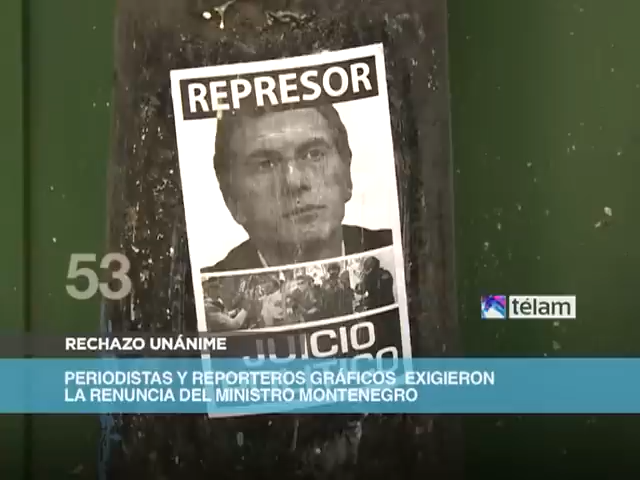 REPRESOR
53
télam
RECHAZO UNÁNIME
JUICIO
PERIODISTAS Y REPORTEROS GRÁFICOS EXIGIERON
LA RENUNCIA DEL MINISTRO MONTENEGRO